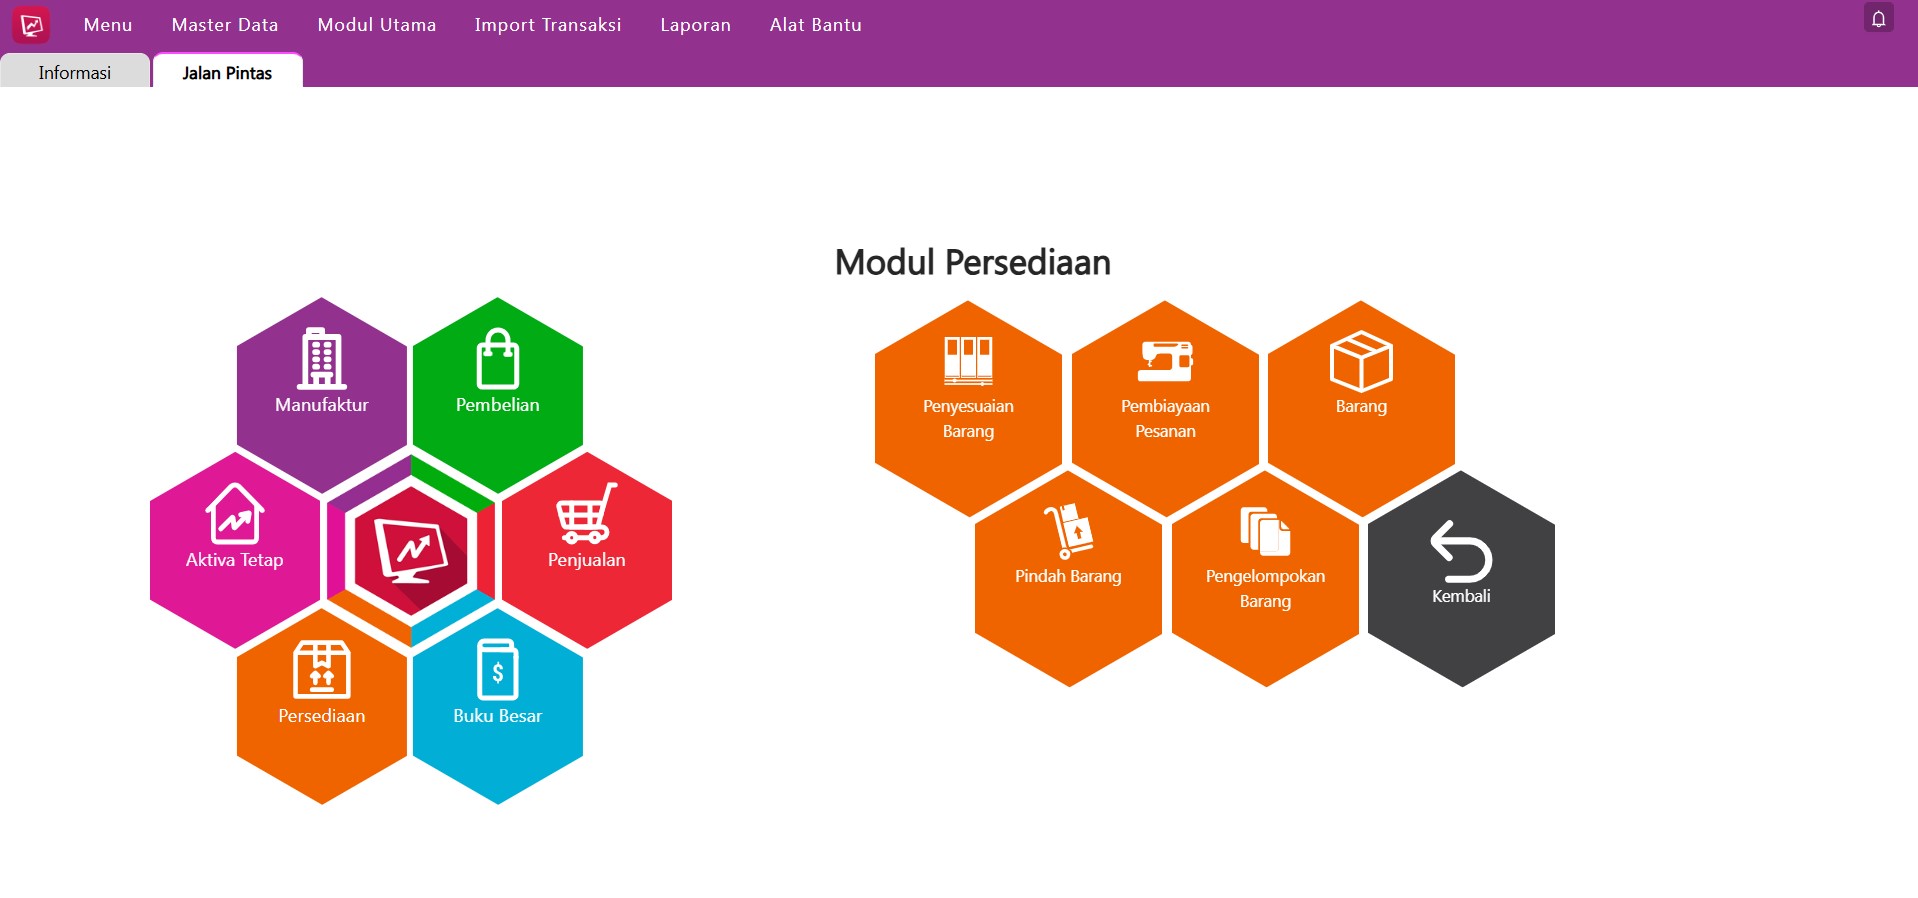 Menu
Master Data
Modul Utama
Import Transaksi
Laporan
Alat Bantu
Informasi
Jalan Pintas
Modul Persediaan
Manufaktur
Pembelian
Aktiva Tetap
Penjualan
Persediaan
$
Buku Besar
Penyesuaian
Barang
Pembiayaan
Pesanan
Barang
Pindah Barang
Pengelompokan
Barang
Kembali